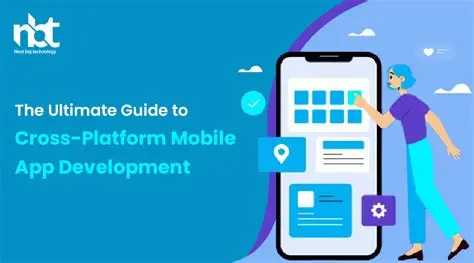 nbt
Next big technology
The Ultimate Guide to
Cross-Platform Mobile
App Development